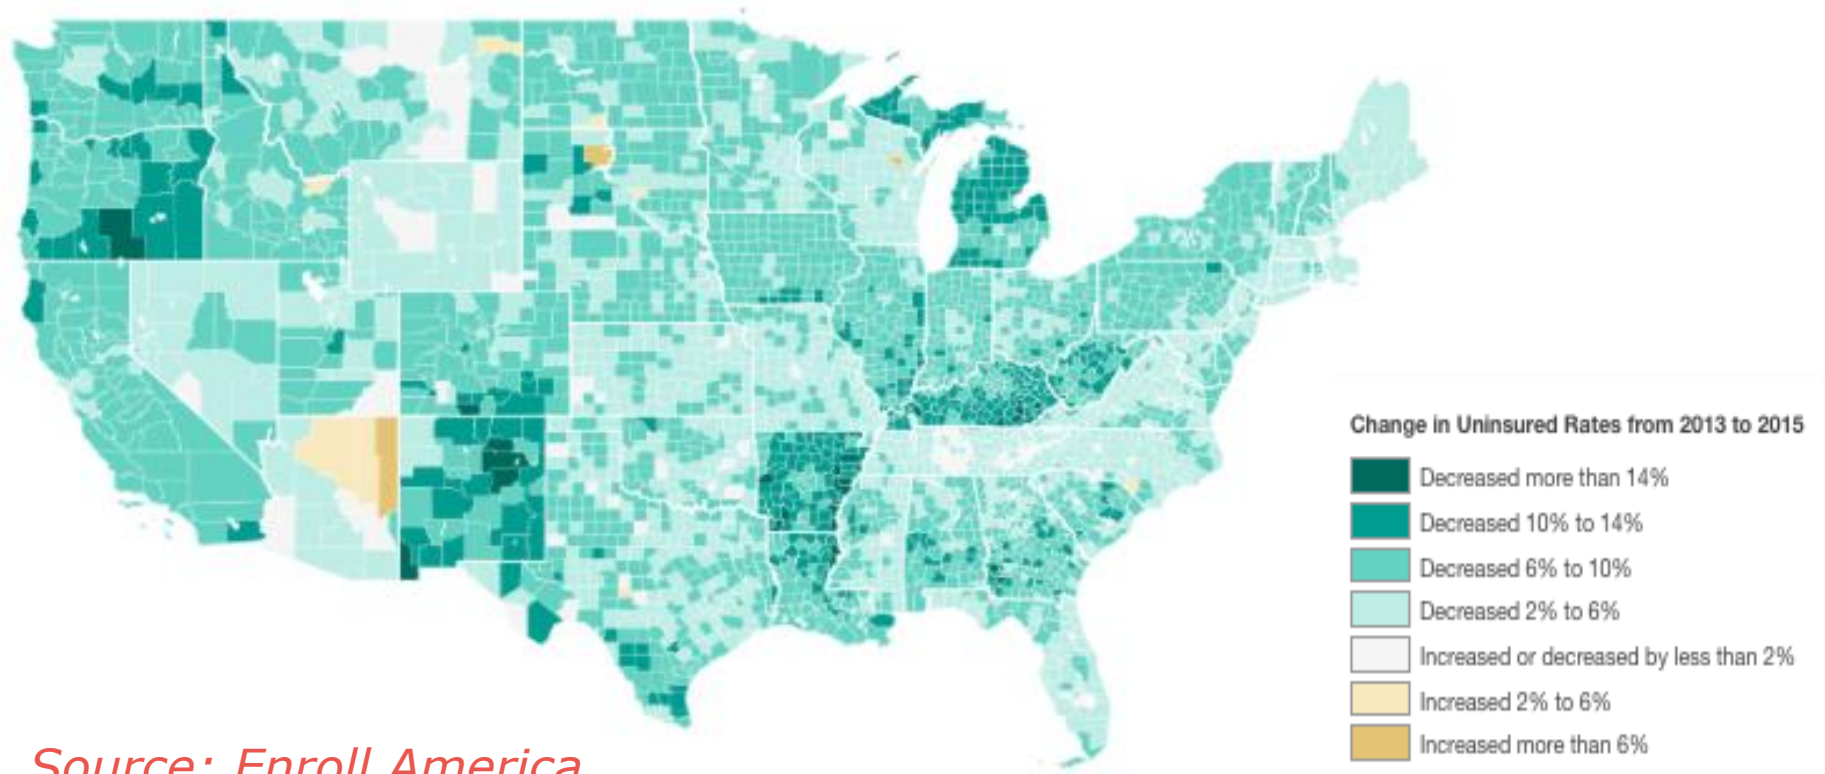 Change in Uninsured Rates from 2013 to 2015
Decreased more than 14%
Decreased 10% to 14%
Decreased 6% to 10%
Decreased 2% to 6%
Increased or decreased by less than 2%
Increased 2% to 6%
Increased more than 6%
Source: Enroll America